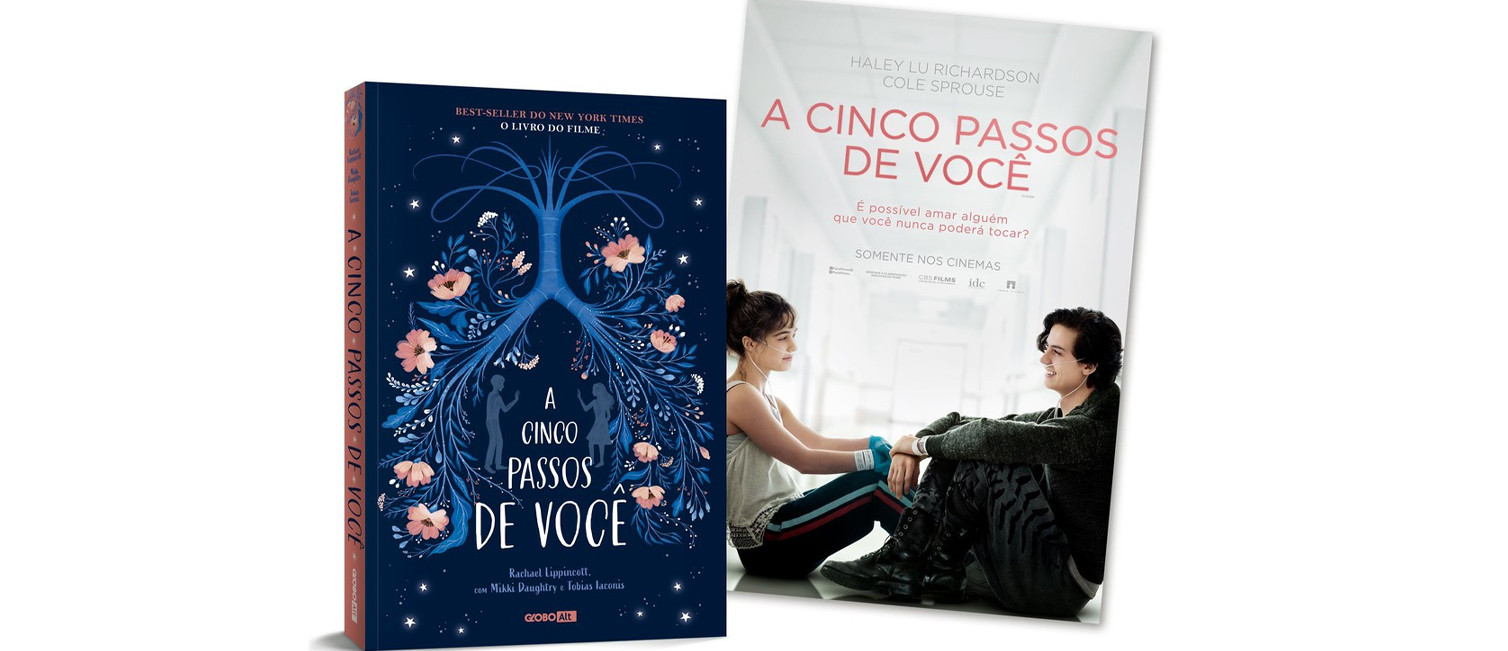 BEST-SELLER DO NEW YORK TIMES
O LIVRO DO FILME
A
CINCO
PASSOS
DE VOCÊ
Rachael Lippincott,
com Mikki Daughtry e Tobias Iaconis
GLOBO Alt
A CINCO PASSOS DE VOCÊ
GLOBO Alt
HALEY LU RICHARDSON
COLE SPROUSE
A CINCO PASSOS
DE VOCÊ
É possível amar alguém
que você nunca poderá tocar?
SOMENTE NOS CINEMAS
CBS FILMS
idc